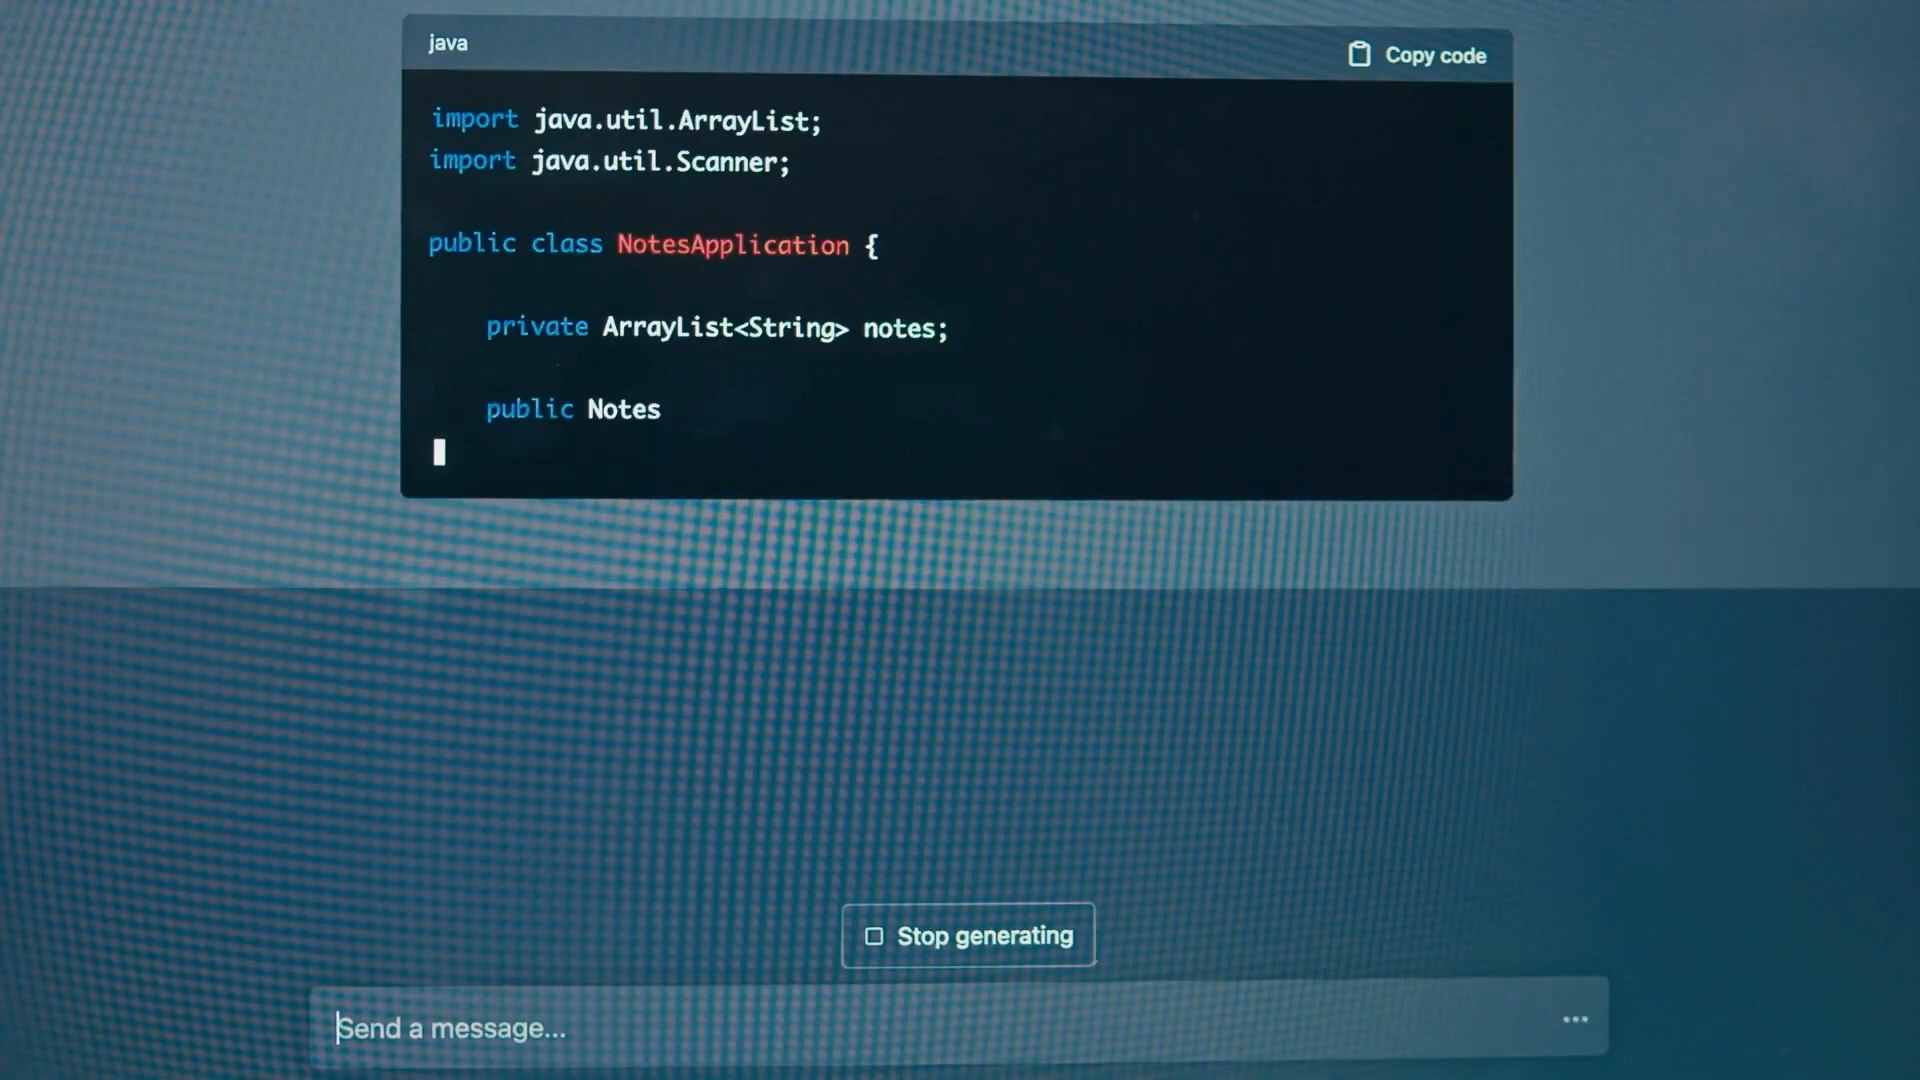 java
Copy code
import java.util.ArrayList;
import java.util.Scanner;
public class NotesApplication {
private ArrayList<String> notes;
public Notes
Stop generating
Send a message...